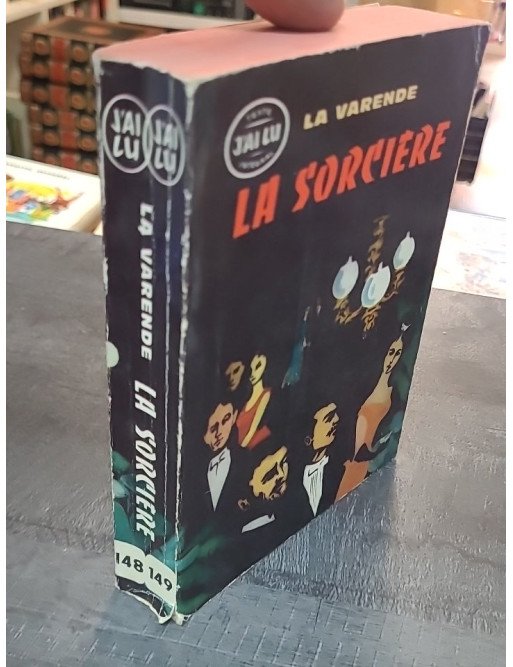 J'AI LU
J'AI LU
LA VARENDE LA SORCIÈRE
148 149
J'AI LU
LA VARENDE
LA SORCIÈRE